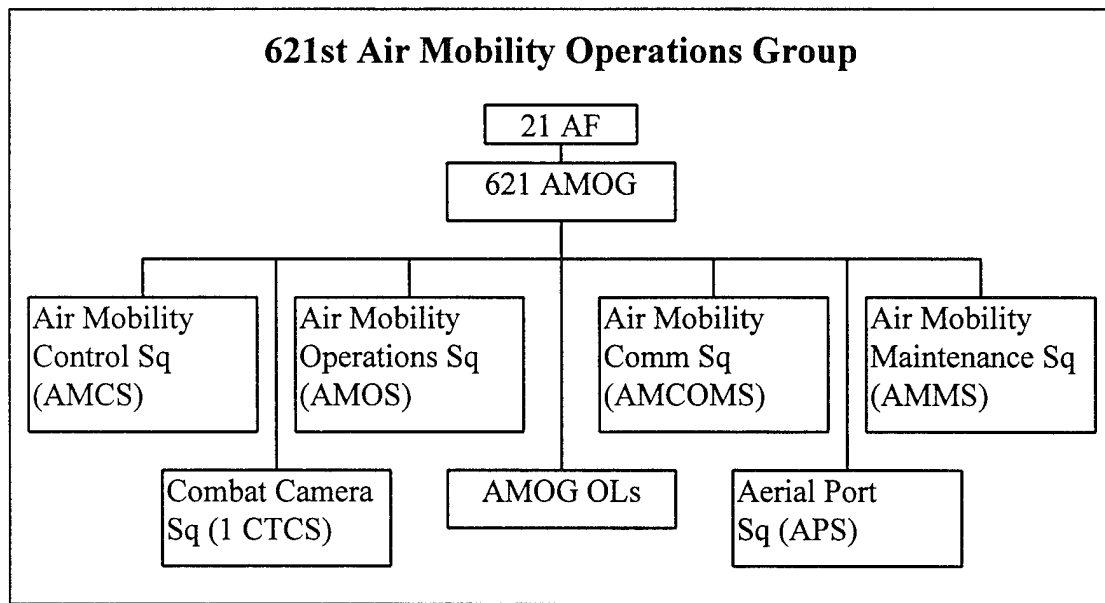 621st Air Mobility Operations Group
21 AF
621 AMOG
Air Mobility
Control Sq
(AMCS)
Air Mobility
Operations Sq
(AMOS)
Air Mobility
Comm Sq
(AMCOMS)
Air Mobility
Maintenance Sq
(AMMS)
Combat Camera
Sq (1 CTCS)
AMOG OLs
Aerial Port
Sq (APS)